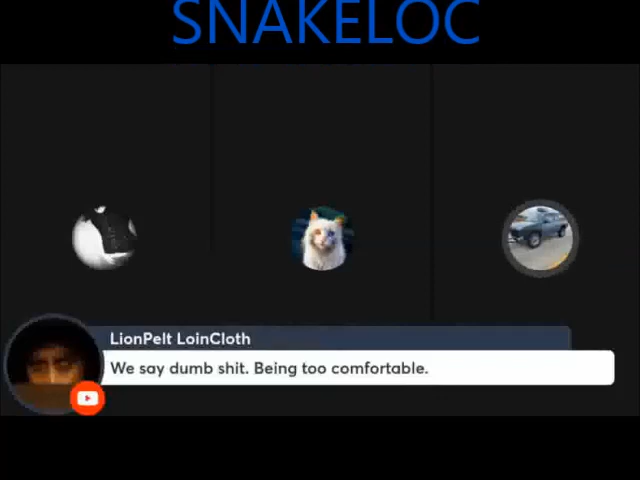 SNAKELOC
LionPelt LoinCloth
We say dumb shit. Being too comfortable.